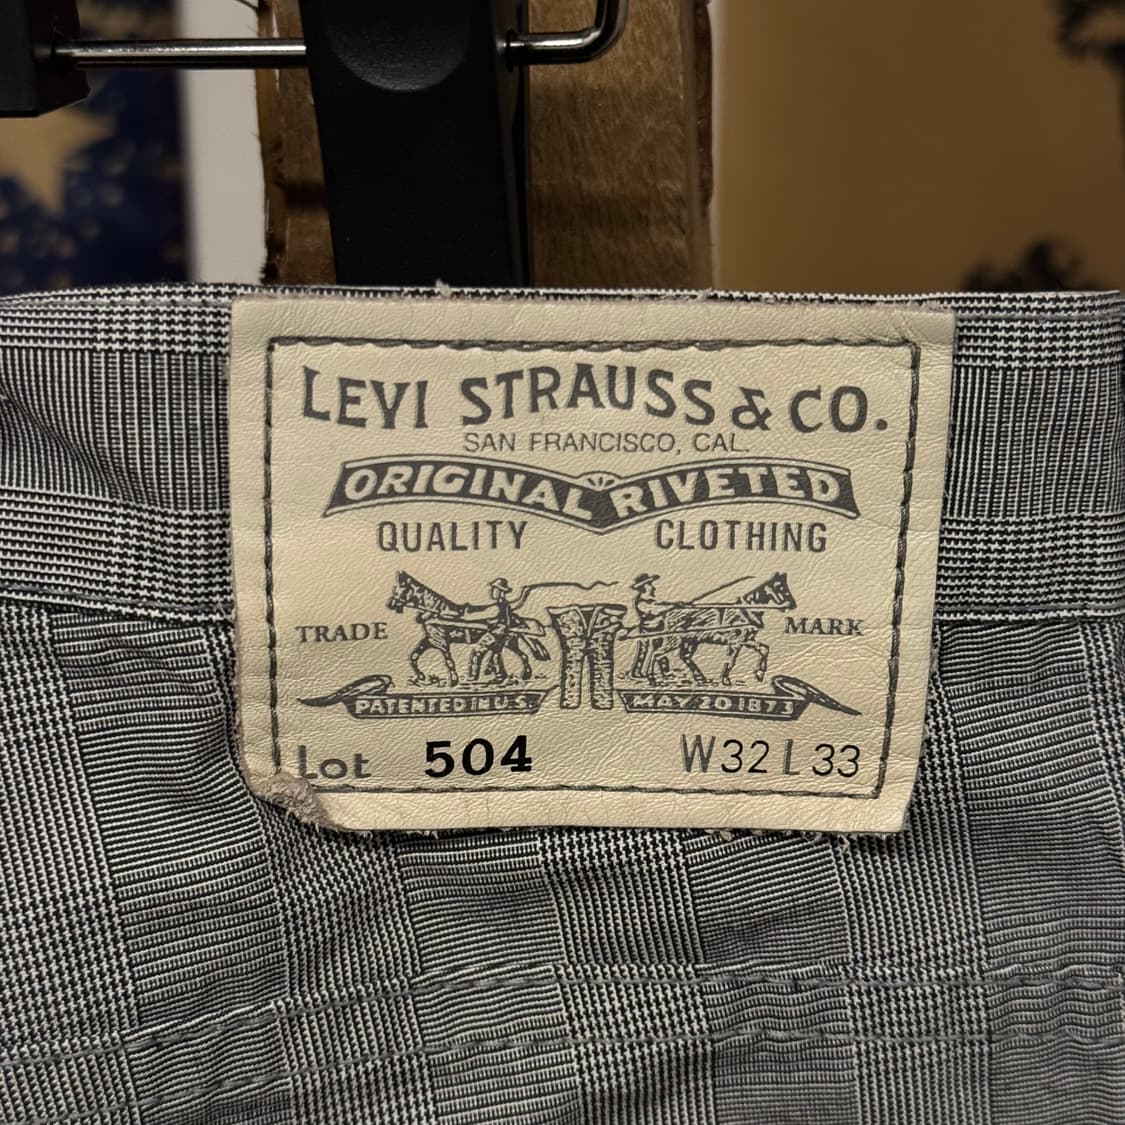 LEVI STRAUSS & CO.
SAN FRANCISCO, CAL.
ORIGINAL RIVETED
QUALITY CLOTHING
TRADE MARK
PATENTED IN U.S. MAY 20 1873
Lot 504 W32 L33